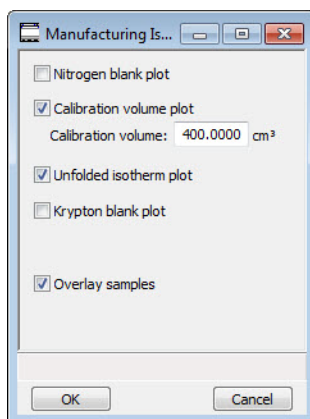 Manufacturing Is...
Nitrogen blank plot
Calibration volume plot
Calibration volume: 400.0000 cm³
Unfolded isotherm plot
Krypton blank plot
Overlay samples
OK Cancel